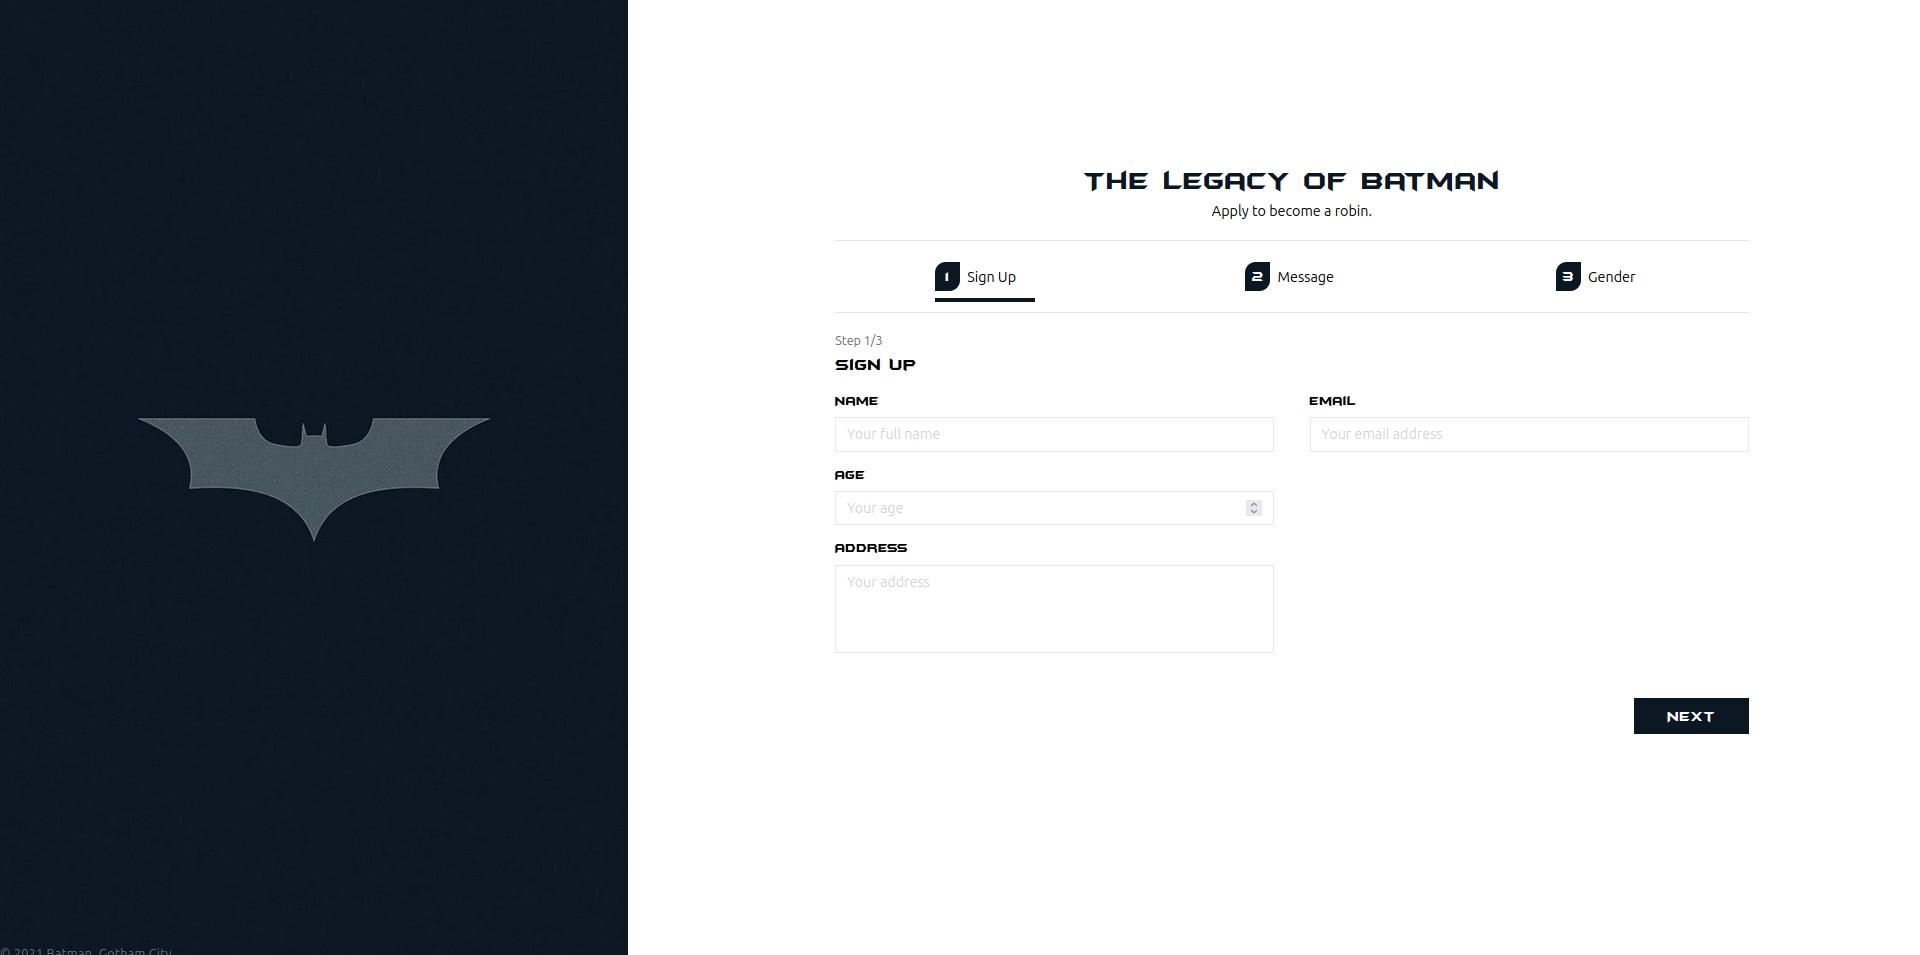 THE LEGACY OF BATMAN
Apply to become a robin.
1 Sign Up
2 Message
3 Gender
Step 1/3
SIGN UP
NAME
EMAIL
Your full name
Your email address
AGE
Your age
ADDRESS
Your address
NEXT
© 2021 Batman, Gotham City